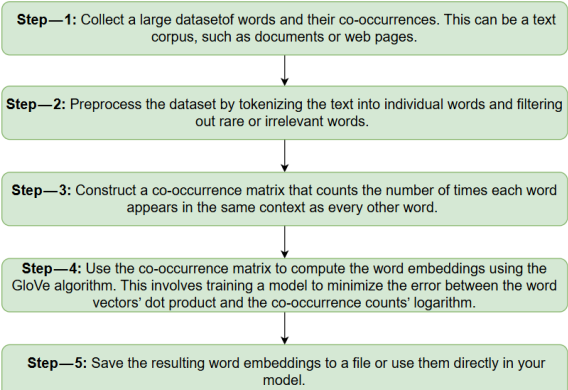 Step—1: Collect a large datasetof words and their co-occurrences. This can be a text
corpus, such as documents or web pages.
Step—2: Preprocess the dataset by tokenizing the text into individual words and filtering
out rare or irrelevant words.
Step—3: Construct a co-occurrence matrix that counts the number of times each word
appears in the same context as every other word.
Step—4: Use the co-occurrence matrix to compute the word embeddings using the
GloVe algorithm. This involves training a model to minimize the error between the word
vectors' dot product and the co-occurrence counts' logarithm.
Step—5: Save the resulting word embeddings to a file or use them directly in your
model.